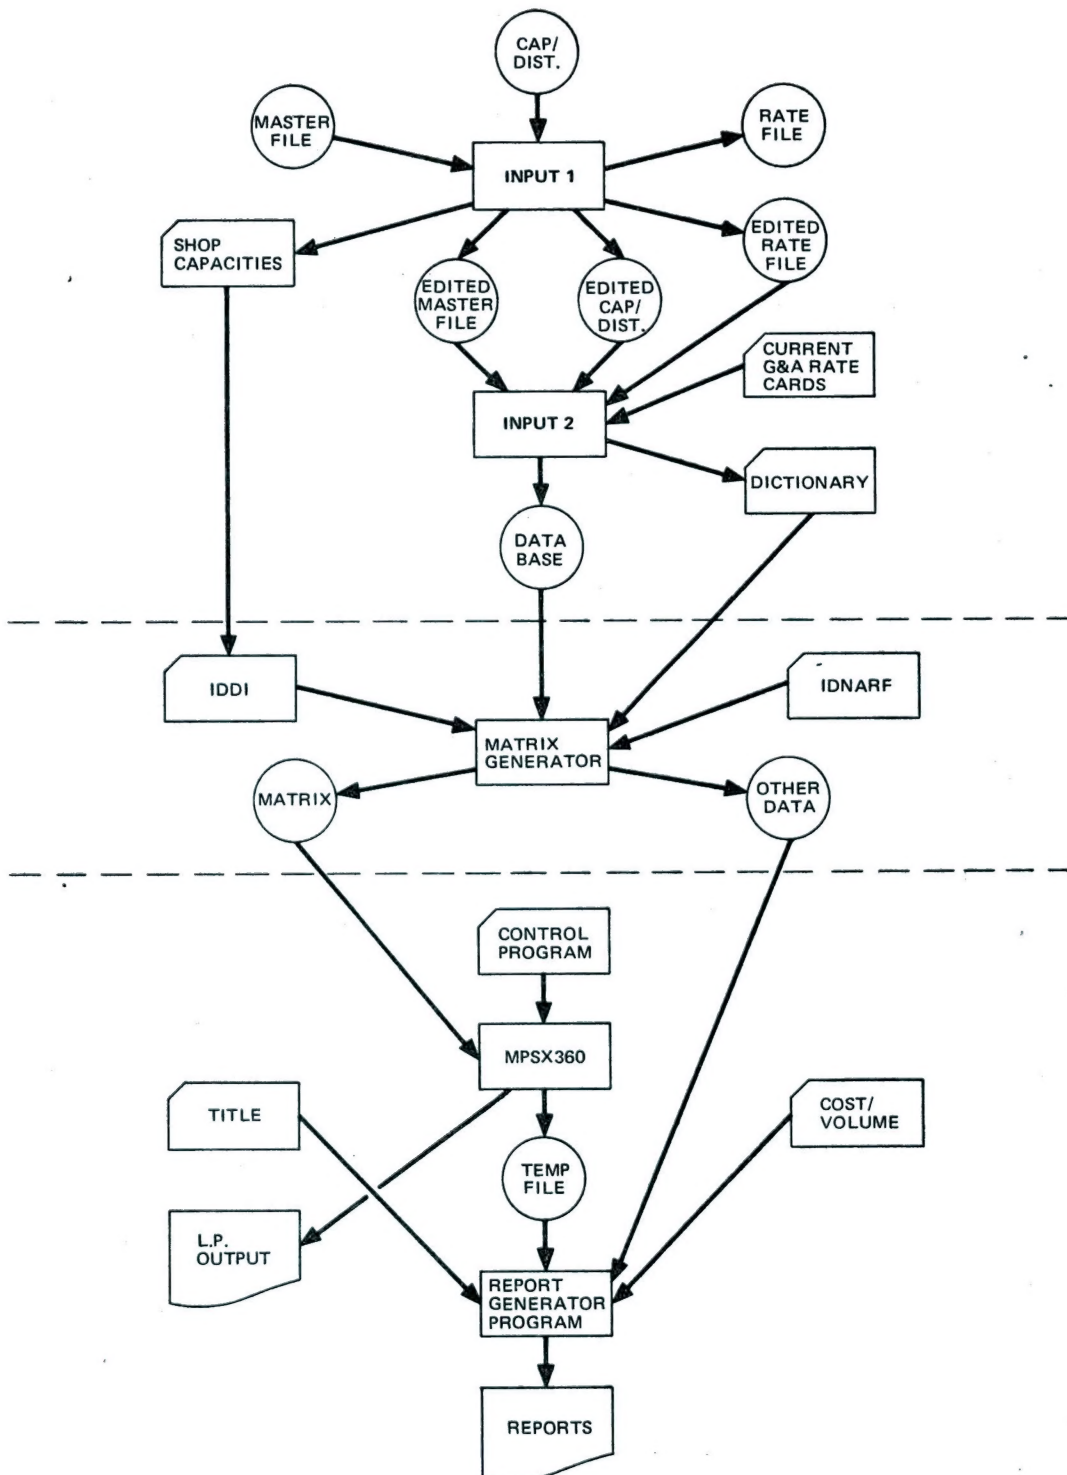 CAP/
DIST.
MASTER
FILE
RATE
FILE
INPUT 1
SHOP
CAPACITIES
EDITED
RATE
FILE
EDITED
MASTER
FILE
EDITED
CAP/
DIST.
CURRENT
G&A RATE
CARDS
INPUT 2
DICTIONARY
DATA
BASE
IDDI
IDNARF
MATRIX
GENERATOR
MATRIX
OTHER
DATA
CONTROL
PROGRAM
MPSX360
TITLE
COST/
VOLUME
TEMP
FILE
L.P.
OUTPUT
REPORT
GENERATOR
PROGRAM
REPORTS